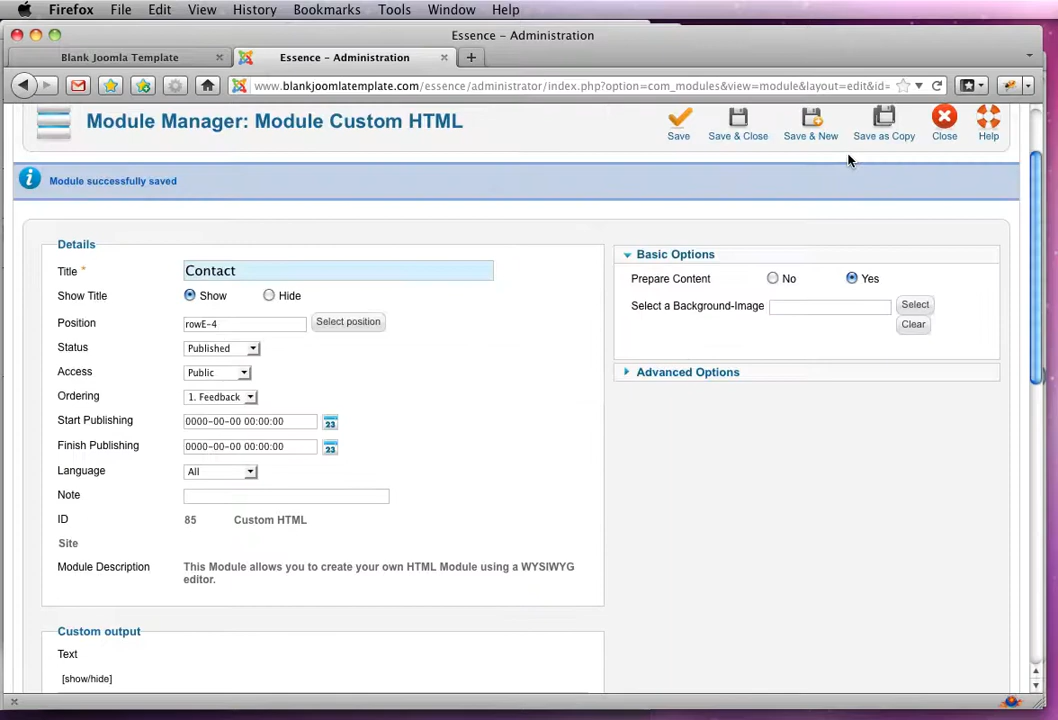 Firefox File Edit View History Bookmarks Tools Window Help
Essence – Administration
Blank Joomla Template
Essence – Administration
www.blankjoomlatemplate.com/essence/administrator/index.php?option=com_modules&view=module&layout=edit&id=
Module Manager: Module Custom HTML
Save
Save & Close
Save & New
Save as Copy
Close
Help
Module successfully saved
Details
Title *
Contact
Show Title
Show
Hide
Position
rowE-4
Select position
Status
Published
Access
Public
Ordering
1. Feedback
Start Publishing
0000-00-00 00:00:00
23
Finish Publishing
0000-00-00 00:00:00
23
Language
All
Note
ID
85
Custom HTML
Site
Module Description
This Module allows you to create your own HTML Module using a WYSIWYG
editor.
Basic Options
Prepare Content
No
Yes
Select a Background-Image
Select
Clear
Advanced Options
Custom output
Text
[show/hide]